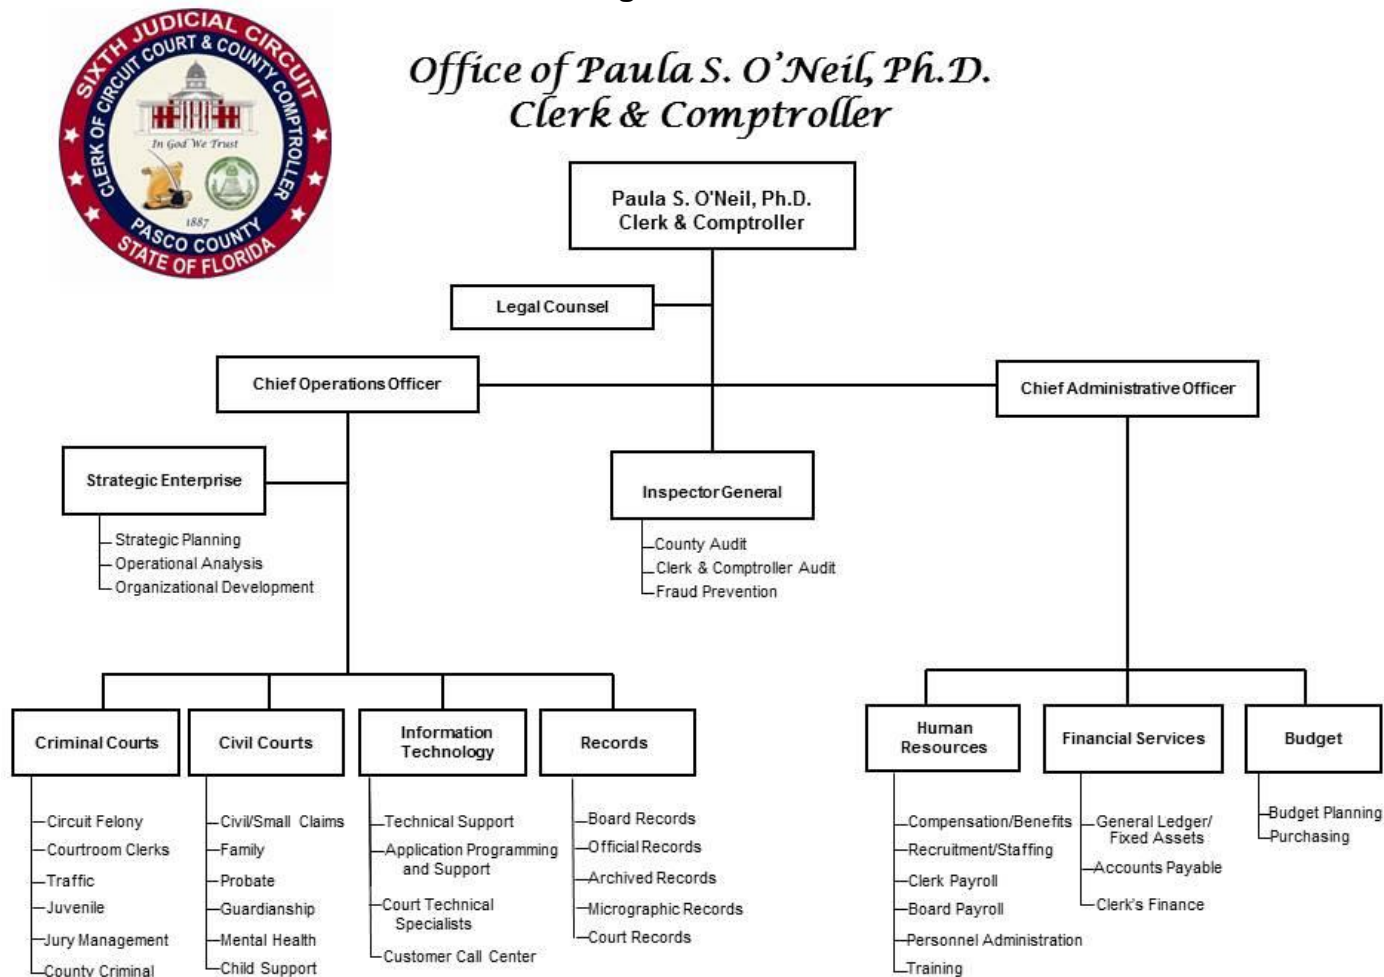 SIXTH JUDICIAL CIRCUIT
CLERK OF CIRCUIT COURT & COUNTY COMPTROLLER
In God We Trust
1887
PASCO COUNTY
STATE OF FLORIDA
Office of Paula S. O'Neil, Ph.D.
Clerk & Comptroller
Paula S. O'Neil, Ph.D.
Clerk & Comptroller
Legal Counsel
Chief Operations Officer
Chief Administrative Officer
Strategic Enterprise
Strategic Planning
Operational Analysis
Organizational Development
Inspector General
County Audit
Clerk & Comptroller Audit
Fraud Prevention
Criminal Courts
Circuit Felony
Courtroom Clerks
Traffic
Juvenile
Jury Management
County Criminal
Civil Courts
Civil/Small Claims
Family
Probate
Guardianship
Mental Health
Child Support
Information
Technology
Technical Support
Application Programming
and Support
Court Technical
Specialists
Customer Call Center
Records
Board Records
Official Records
Archived Records
Micrographic Records
Court Records
Human
Resources
Compensation/Benefits
Recruitment/Staffing
Clerk Payroll
Board Payroll
Personnel Administration
Training
Financial Services
General Ledger/
Fixed Assets
Accounts Payable
Clerk's Finance
Budget
Budget Planning
Purchasing